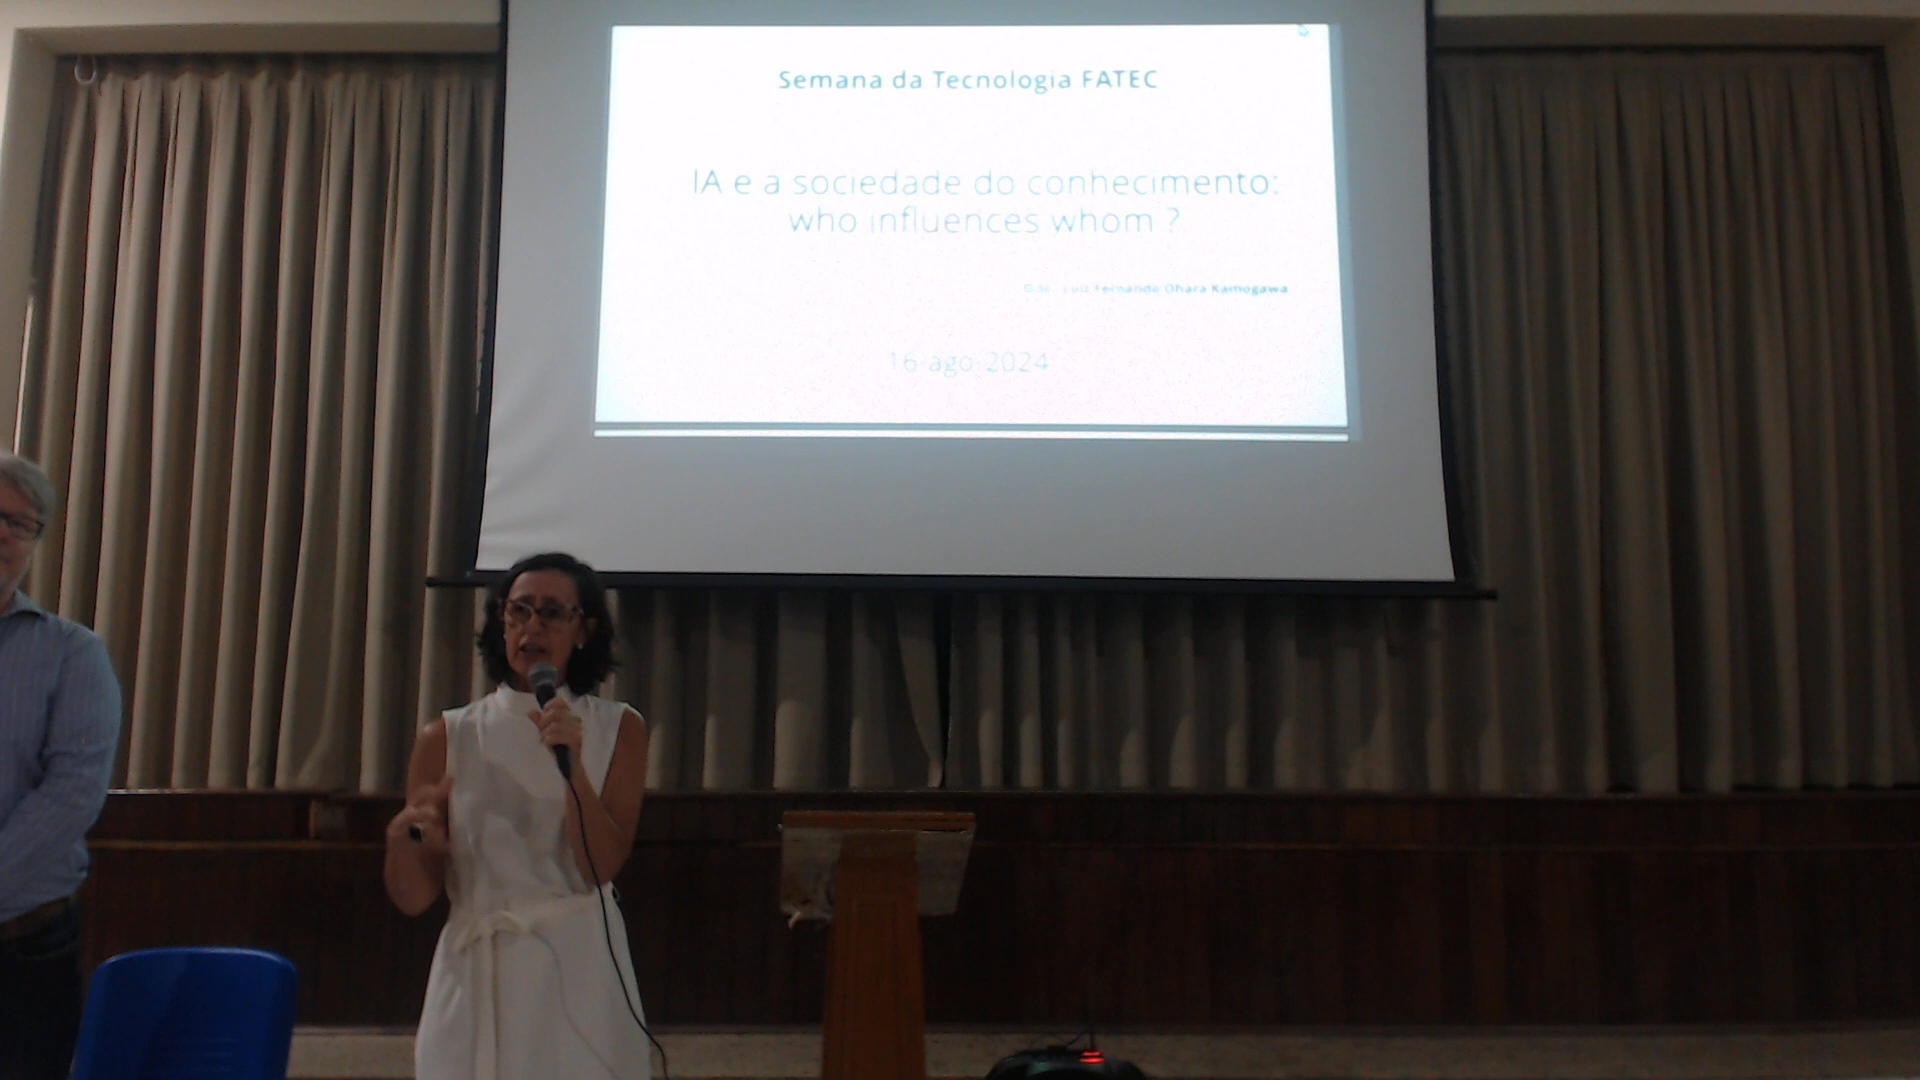 Semana da Tecnologia FATEC
IA e a sociedade do conhecimento:
who influences whom ?
Luiz Fernando Ohara Kamogawa
16-ago-2024